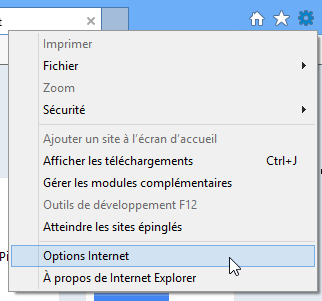 t
Imprimer
Fichier
Zoom
Sécurité
Ajouter un site à l'écran d'accueil
Afficher les téléchargements Ctrl+J
Gérer les modules complémentaires
Outils de développement F12
Atteindre les sites épinglés
Pi
Options Internet
À propos de Internet Explorer